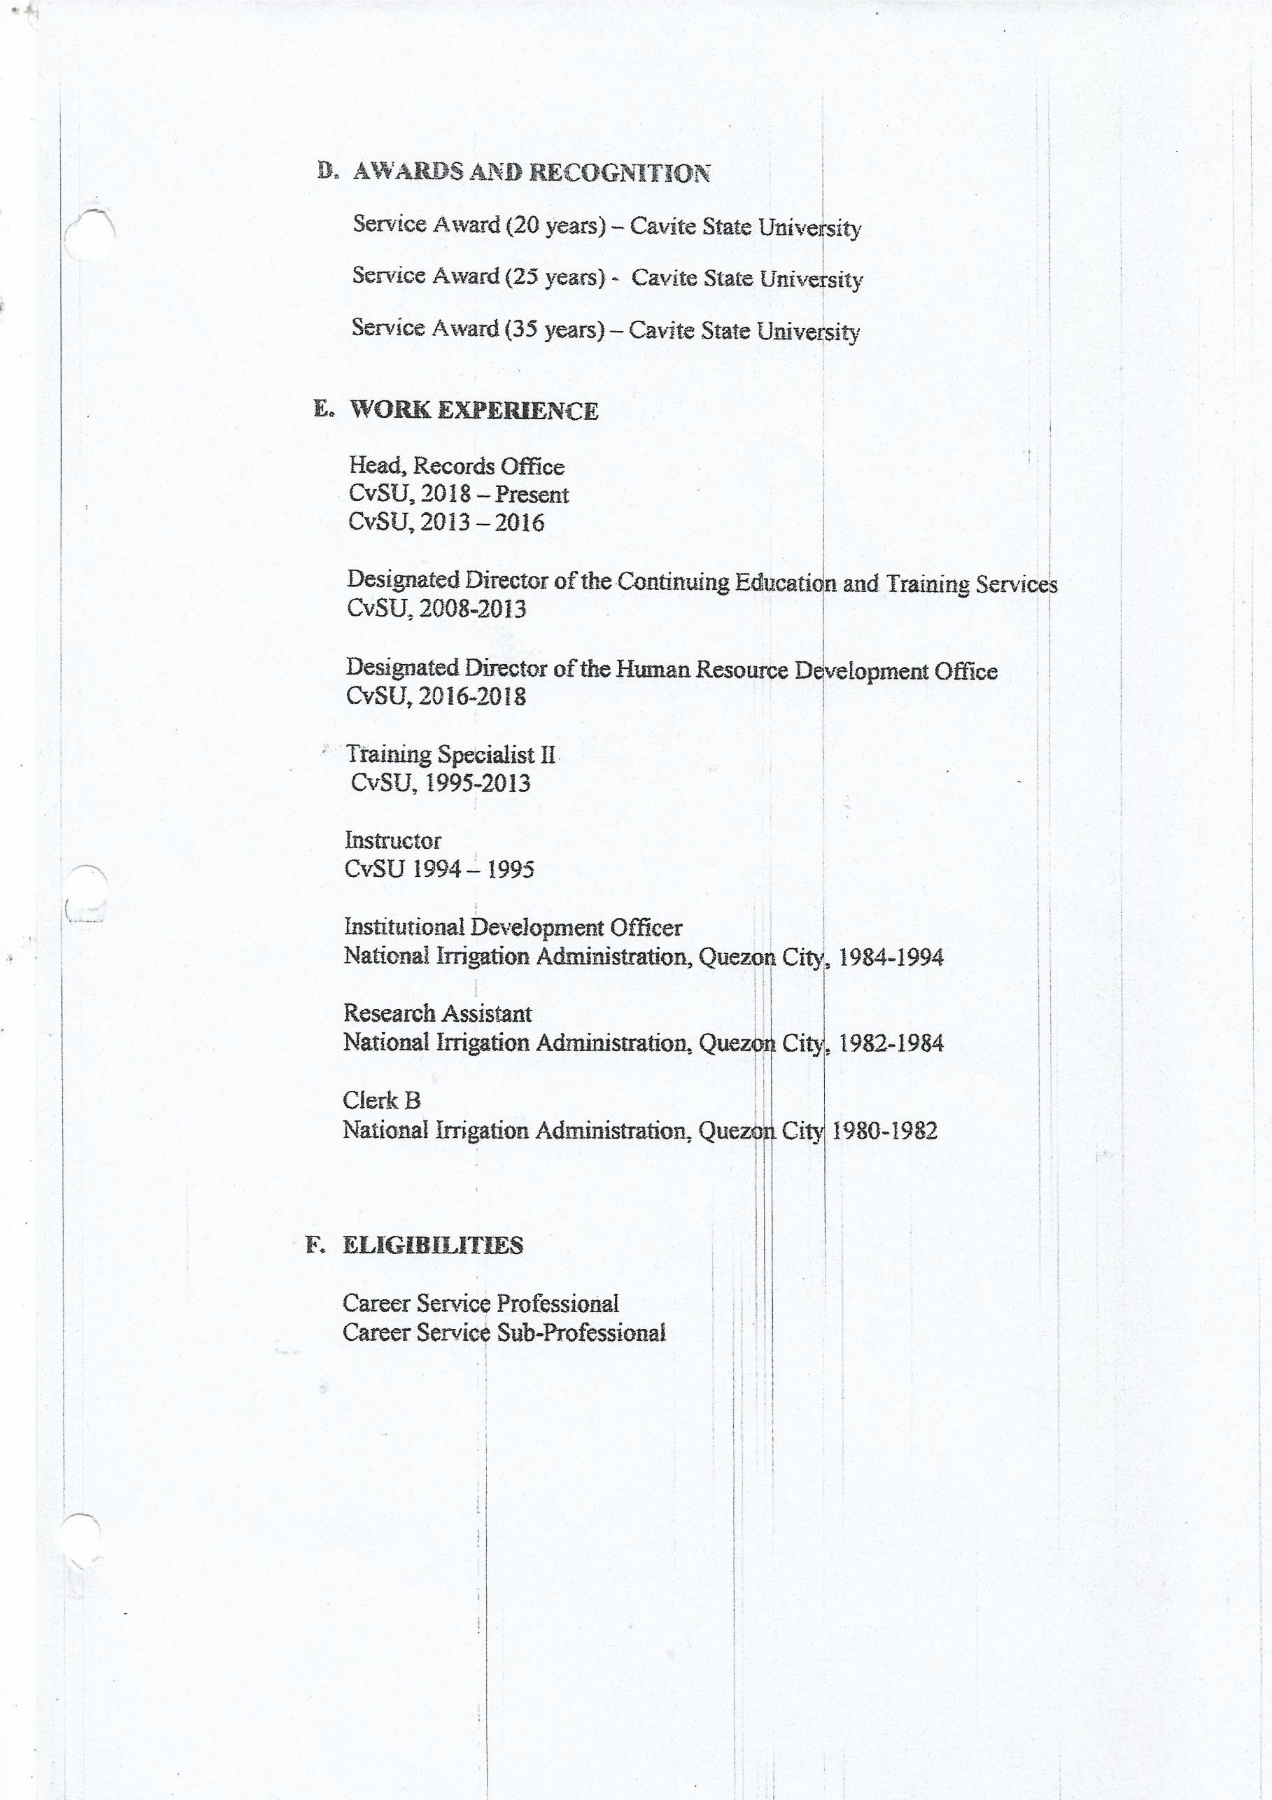 D. AWARDS AND RECOGNITION
Service Award (20 years) – Cavite State University
Service Award (25 years) - Cavite State University
Service Award (35 years) – Cavite State University
E. WORK EXPERIENCE
Head, Records Office
CvSU, 2018 – Present
CvSU, 2013 – 2016
Designated Director of the Continuing Education and Training Services
CvSU, 2008-2013
Designated Director of the Human Resource Development Office
CvSU, 2016-2018
Training Specialist II
CvSU, 1995-2013
Instructor
CvSU 1994 – 1995
Institutional Development Officer
National Irrigation Administration, Quezon City, 1984-1994
Research Assistant
National Irrigation Administration, Quezon City, 1982-1984
Clerk B
National Irrigation Administration, Quezon City 1980-1982
F. ELIGIBILITIES
Career Service Professional
Career Service Sub-Professional